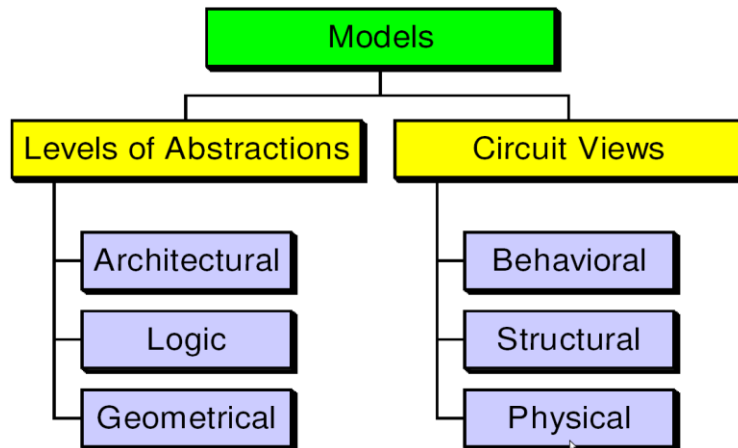 Models
Levels of Abstractions
Circuit Views
Architectural
Behavioral
Logic
Structural
Geometrical
Physical